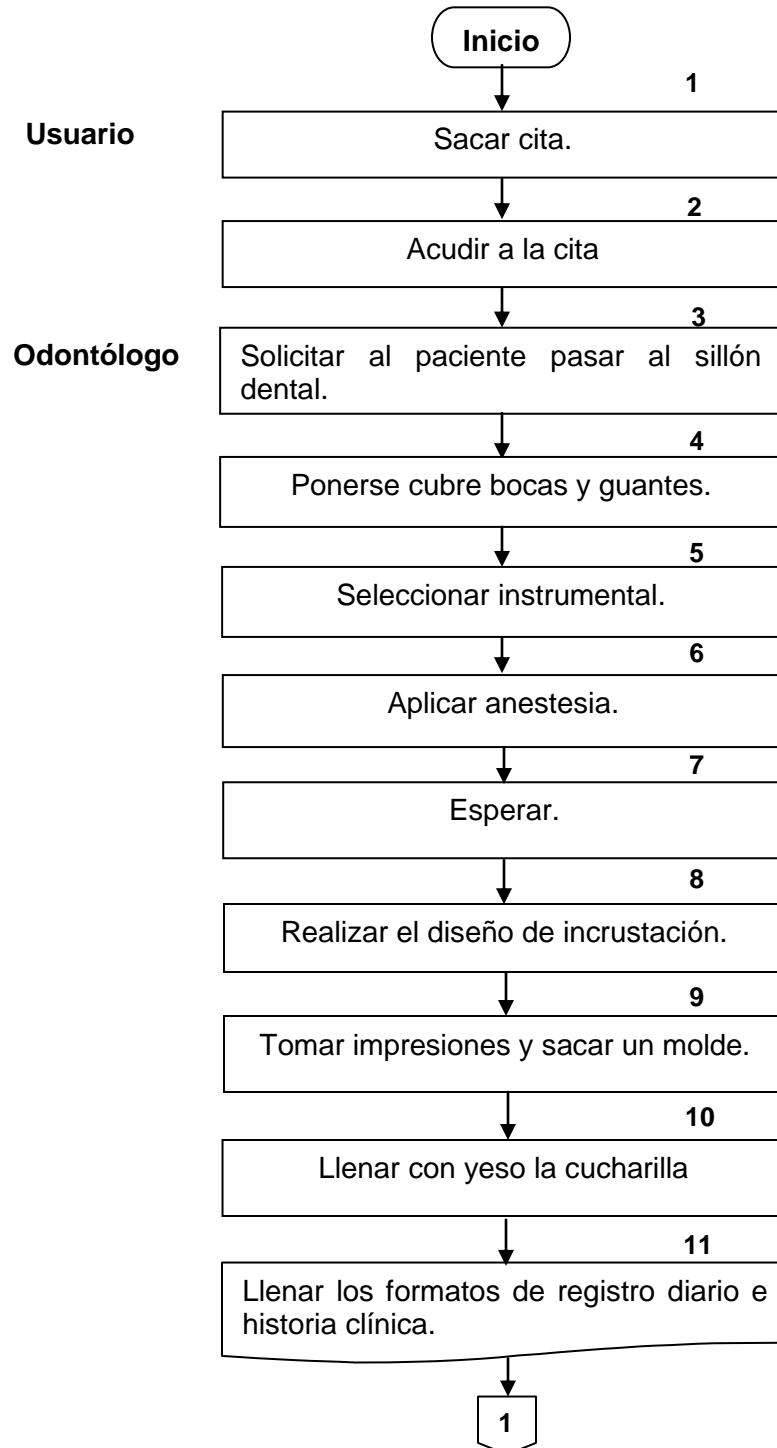 Inicio
1
Usuario
Sacar cita.
2
Acudir a la cita
3
Odontólogo
Solicitar al paciente pasar al sillón
dental.
4
Ponerse cubre bocas y guantes.
5
Seleccionar instrumental.
6
Aplicar anestesia.
7
Esperar.
8
Realizar el diseño de incrustación.
9
Tomar impresiones y sacar un molde.
10
Llenar con yeso la cucharilla
11
Llenar los formatos de registro diario e
historia clínica.
1